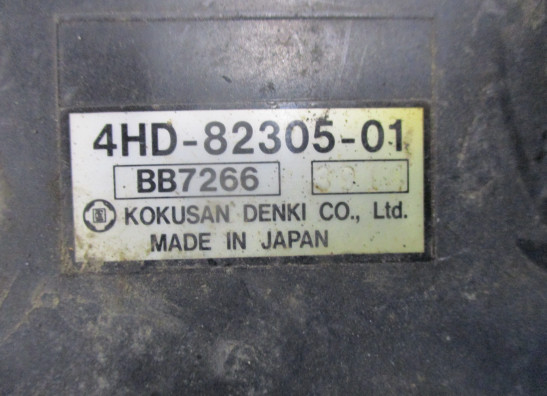 4HD-82305-01
BB7266
KOKUSAN DENKI CO., Ltd.
MADE IN JAPAN